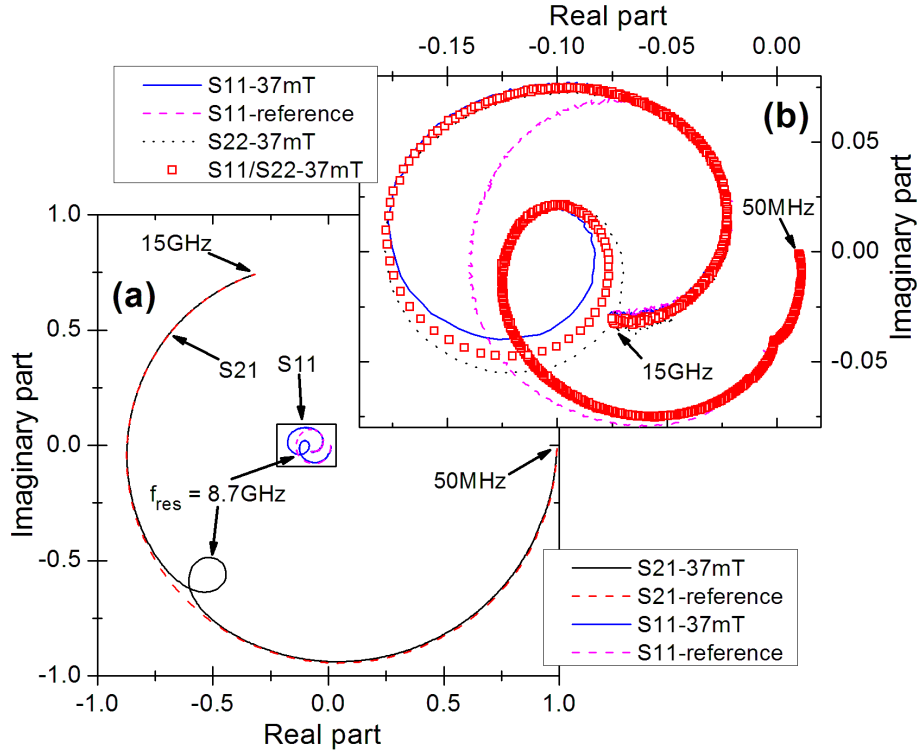 Real part
-0.15 -0.10 -0.05 0.00
S11-37mT
S11-reference
S22-37mT
S11/S22-37mT
(b)
Imaginary part
0.05
0.00
-0.05
50MHz
15GHz
1.0
0.5
0.0
-0.5
-1.0
Imaginary part
15GHz
(a)
S21
S11
fres = 8.7GHz
50MHz
S21-37mT
S21-reference
S11-37mT
S11-reference
-1.0 -0.5 0.0 0.5 1.0
Real part